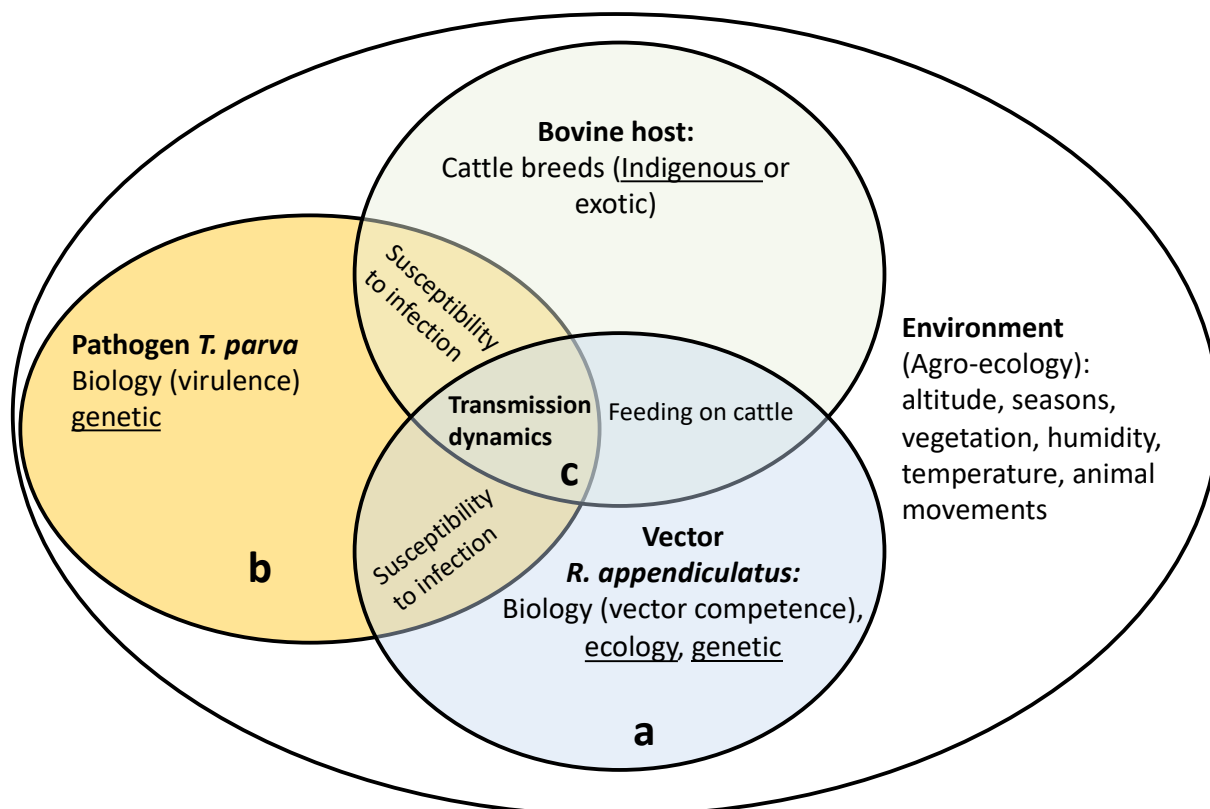 Bovine host:
Cattle breeds (Indigenous or
exotic)
Susceptibility
to infection
Pathogen T. parva
Biology (virulence)
genetic
Environment
(Agro-ecology):
altitude, seasons,
vegetation, humidity,
temperature, animal
movements
Transmission
dynamics
Feeding on cattle
c
Susceptibility
to infection
b
Vector
R. appendiculatus:
Biology (vector competence),
ecology, genetic
a